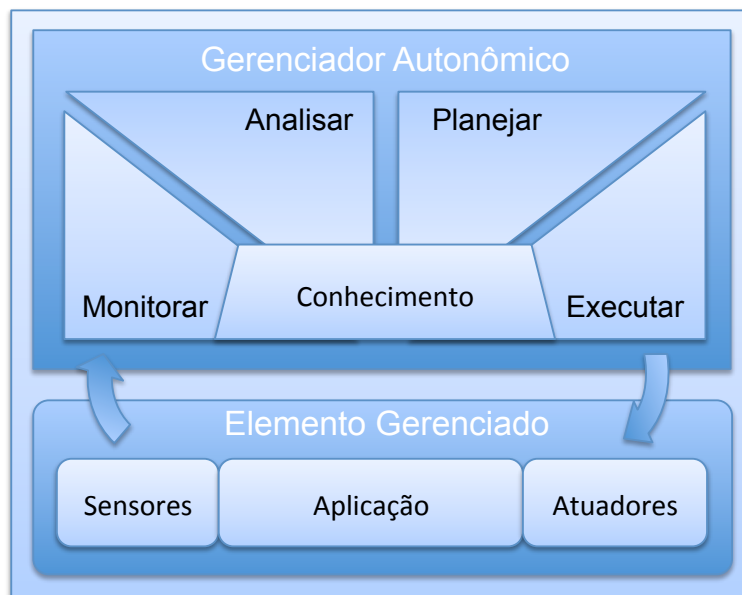 Gerenciador Autonômico
Analisar
Planejar
Monitorar
Conhecimento
Executar
Elemento Gerenciado
Sensores
Aplicação
Atuadores